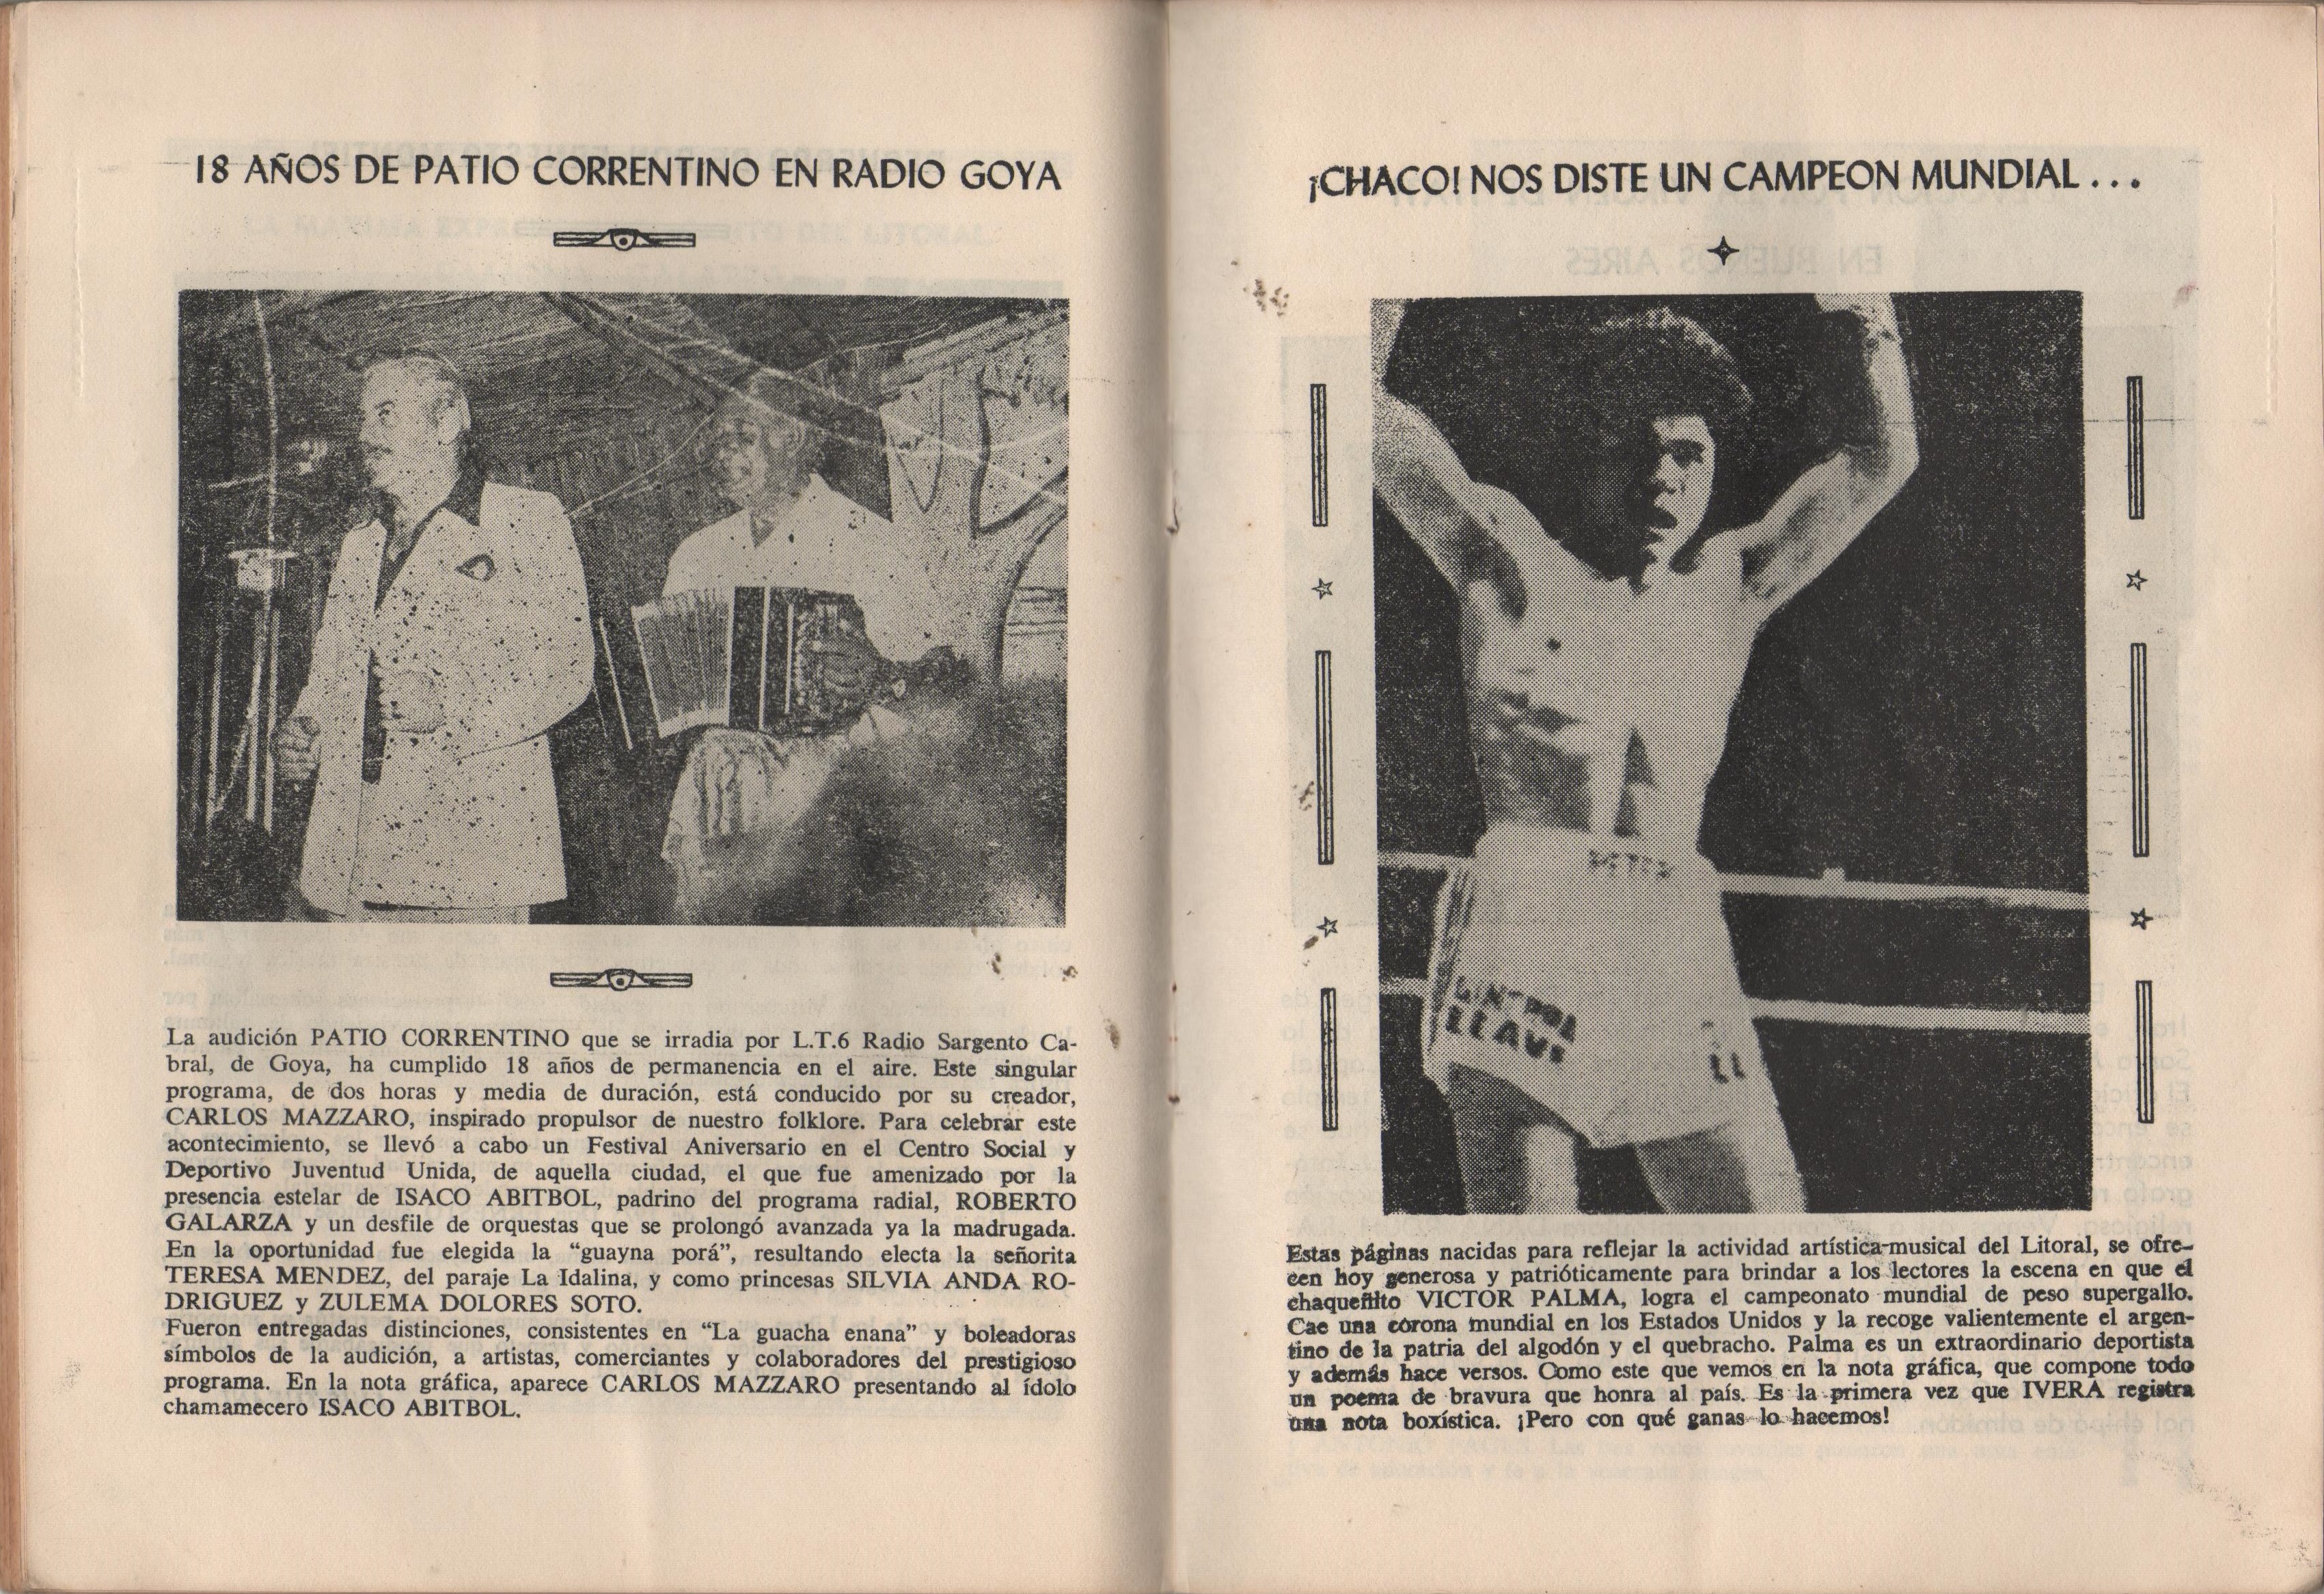 18 AÑOS DE PATIO CORRENTINO EN RADIO GOYA
La audición PATIO CORRENTINO que se irradia por L.T.6 Radio Sargento Ca-
bral, de Goya, ha cumplido 18 años de permanencia en el aire. Este singular
programa, de dos horas y media de duración, está conducido por su creador,
CARLOS MAZZARO, inspirado propulsor de nuestro folklore. Para celebrar este
acontecimiento, se llevó a cabo un Festival Aniversario en el Centro Social y
Deportivo Juventud Unida, de aquella ciudad, el que fue amenizado por la
presencia estelar de ISACO ABITBOL, padrino del programa radial, ROBERTO
GALARZA y un desfile de orquestas que se prolongó avanzada ya la madrugada.
En la oportunidad fue elegida la “guayna porá”, resultando electa la señorita
TERESA MENDEZ, del paraje La Idalina, y como princesas SILVIA ANDA RO-
DRIGUEZ y ZULEMA DOLORES SOTO.
Fueron entregadas distinciones, consistentes en “La guacha enana” y boleadoras
símbolos de la audición, a artistas, comerciantes y colaboradores del prestigioso
programa. En la nota gráfica, aparece CARLOS MAZZARO presentando al ídolo
chamamecero ISACO ABITBOL.
¡CHACO! NOS DISTE UN CAMPEON MUNDIAL...
Estas páginas nacidas para reflejar la actividad artística-musical del Litoral, se ofre-
cen hoy generosa y patrióticamente para brindar a los lectores la escena en que el
chaqueñito VICTOR PALMA, logra el campeonato mundial de peso supergallo.
Cae una corona mundial en los Estados Unidos y la recoge valientemente el argen-
tino de la patria del algodón y el quebracho. Palma es un extraordinario deportista
y además hace versos. Como este que vemos en la nota gráfica, que compone todo
un poema de bravura que honra al país. Es la primera vez que IVERA registra
una nota boxística. ¡Pero con qué ganas lo hacemos!